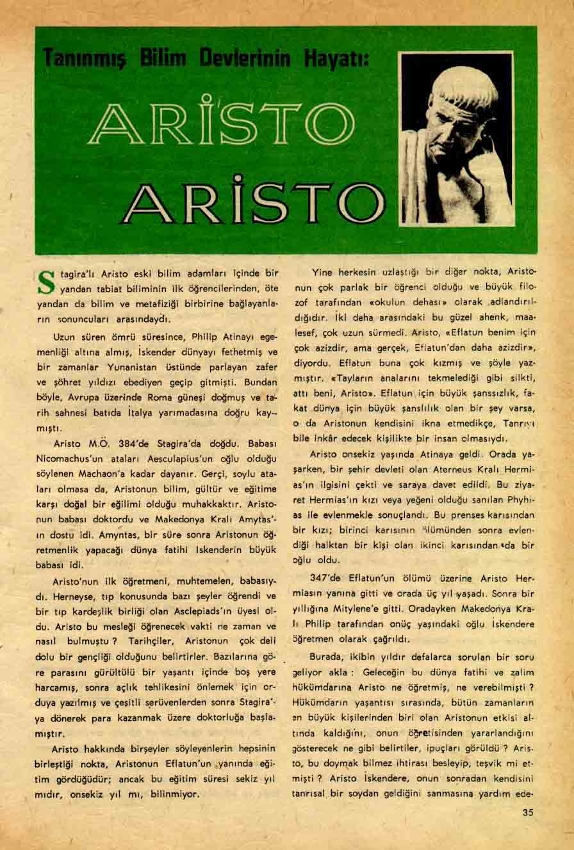 Tanınmış Bilim Devlerinin Hayatı:
ARİSTO
ARİSTO
Stagira'lı Aristo eski bilim adamları içinde bir
yandan tabiat biliminin ilk öğrencilerinden, öte
yandan da bilim ve metafiziği birbirine bağlayanla-
rın sonuncuları arasındaydı.
Uzun süren ömrü süresince, Philip Atinayı ege-
menliği altına almış, İskender dünyayı fethetmiş ve
bir zamanlar Yunanistan üstünde parlayan zafer
ve şöhret yıldızı ebediyen geçip gitmişti. Bundan
böyle, Avrupa üzerinde Roma güneşi doğmuş ve ta-
rih sahnesi batıda İtalya yarımadasına doğru kay-
mıştı.
Aristo M.Ö. 384'de Stagira'da doğdu. Babası
Nicomachus'un ataları Aesculapius'un oğlu olduğu
söylenen Machaon'a kadar dayanır. Gerçi, soylu ata-
ları olmasa da, Aristonun bilim, gültür ve eğitime
karşı doğal bir eğilimi olduğu muhakkaktır. Aristo-
nun babası doktordu ve Makedonya Kralı Amytas'-
ın dostu idi. Amyntas, bir süre sonra Aristonun öğ-
retmenlik yapacağı dünya fatihi Iskenderin büyük
babası idi.
Aristo'nun ilk öğretmeni, muhtemelen, babasıy-
dı. Herneyse, tıp konusunda bazı şeyler öğrendi ve
bir tıp kardeşlik birliği olan Asclepiads'ın üyesi ol-
du. Aristo bu mesleği öğrenecek vakti ne zaman ve
nasıl bulmuştu ? Tarihçiler, Aristonun çok deli
dolu bir gençliği olduğunu belirtirler. Bazılarına gö-
re parasını gürültülü bir yaşantı içinde boş yere
harcamış, sonra açlık tehlikesini önlemek için or-
duya yazılmış ve çeşitli serüvenlerden sonra Stagira'-
ya dönerek para kazanmak üzere doktorluğa başla-
mıştır.
Aristo hakkında birşeyler söyleyenlerin hepsinin
birleştiği nokta, Aristonun Eflatun'un yanında eği-
tim gördüğüdür; ancak bu eğitim süresi sekiz yıl
mıdır, onsekiz yıl mı, bilinmiyor.
Yine herkesin uzlaştığı bir diğer nokta, Aristo-
nun çok parlak bir öğrenci olduğu ve büyük filo-
zof tarafından «okulun dehası» olarak adlandırıl-
dığıdır. İki deha arasındaki bu güzel ahenk, maa-
lesef, çok uzun sürmedi. Aristo, «Eflatun benim için
çok azizdir, ama gerçek, Eflatun'dan daha azizdir»,
diyordu. Eflatun buna çok kızmış ve şöyle yaz-
mıştır. «Tayların analarını tekmelediği gibi silkti,
attı beni, Aristo». Eflatun için büyük şanssızlık, fa-
kat dünya için büyük şanslılık olan bir şey varsa,
o da Aristonun kendisini ikna etmedikçe, Tanrıyı
bile inkâr edecek kişilikte bir insan olmasıydı.
Aristo onsekiz yaşında Atinaya geldi. Orada ya-
şarken, bir şehir devleti olan Aterneus Kralı Hermi-
as'ın ilgisini çekti ve saraya davet edildi. Bu ziya-
ret Hermias'ın kızı veya yeğeni olduğu sanılan Phyhi-
as ile evlenmekle sonuçlandı. Bu prenses karısından
bir kızı; birinci karısının ölümünden sonra evlen-
diği halktan bir kişi olan ikinci karısından da bir
oğlu oldu.
347'de Eflatun'un ölümü üzerine Aristo Her-
miasın yanına gitti ve orada üç yıl yaşadı. Sonra bir
yıllığına Mitylene'e gitti. Oradayken Makedonya Kra-
lı Philip tarafından onüç yaşındaki oğlu İskendere
öğretmen olarak çağrıldı.
Burada, ikibin yıldır defalarca sorulan bir soru
geliyor akla : Geleceğin bu dünya fatihi ve zalim
hükümdarına Aristo ne öğretmiş, ne verebilmişti ?
Hükümdarın yaşantısı sırasında, bütün zamanların
en büyük kişilerinden biri olan Aristonun etkisi al-
tında kaldığını, onun öğretisinden yararlandığını
gösterecek ne gibi belirtiler, ipuçları görüldü ? Aris-
to, bu doymak bilmez ihtirası besleyip, teşvik mi et-
mişti ? Aristo İskendere, onun sonradan kendisini
tanrısal bir soydan geldiğini sanmasına yardım ede-
35